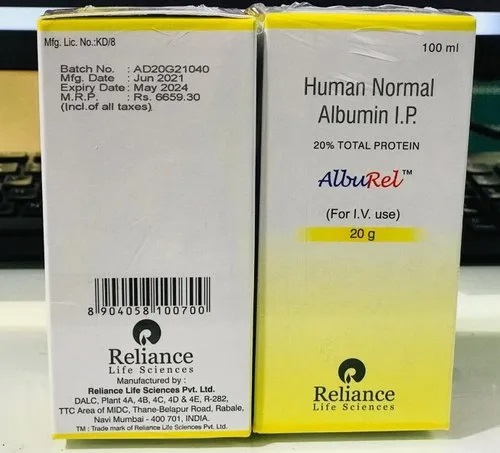 Mfg. Lic. No.:KD/8
Batch No. : AD20G21040
Mfg. Date : Jun 2021
Expiry Date : May 2024
M.R.P. : Rs. 6659.30
(Incl.of all taxes)
8 904058 100700
Reliance
Life Sciences
Manufactured by :
Reliance Life Sciences Pvt. Ltd.
DALC, Plant 4A, 4B, 4C, 4D & 4E, R-282,
TTC Area of MIDC, Thane-Belapur Road, Rabale,
Navi Mumbai - 400 701, INDIA.
TM : Trade mark of Reliance Life Sciences Pvt. Ltd.
100 ml
Human Normal
Albumin I.P.
20% TOTAL PROTEIN
AlbuRel™
(For I.V. use)
20 g
Reliance
Life Sciences